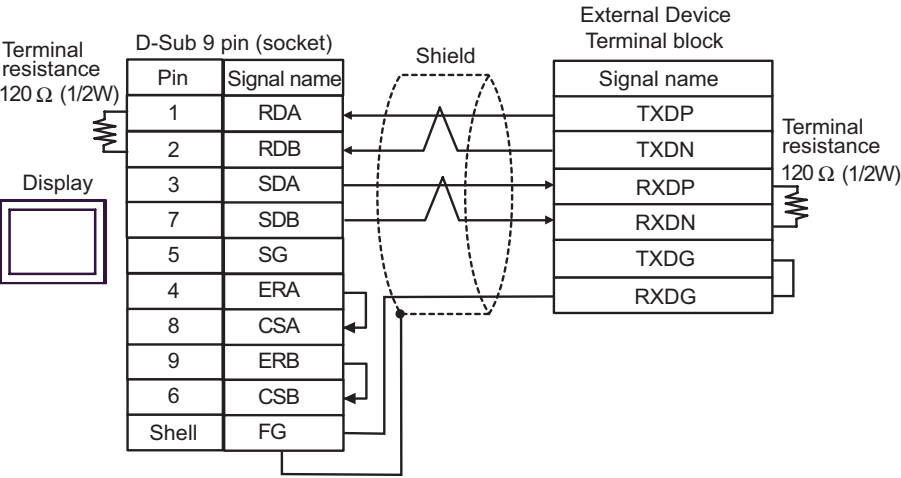 External Device
Terminal block
D-Sub 9 pin (socket)
Shield
Terminal
resistance
120 Ω (1/2W)
Pin Signal name
Signal name
1 RDA
TXDP
2 RDB
TXDN
Terminal
resistance
120 Ω (1/2W)
Display
3 SDA
RXDP
7 SDB
RXDN
5 SG
TXDG
4 ERA
RXDG
8 CSA
9 ERB
6 CSB
Shell FG